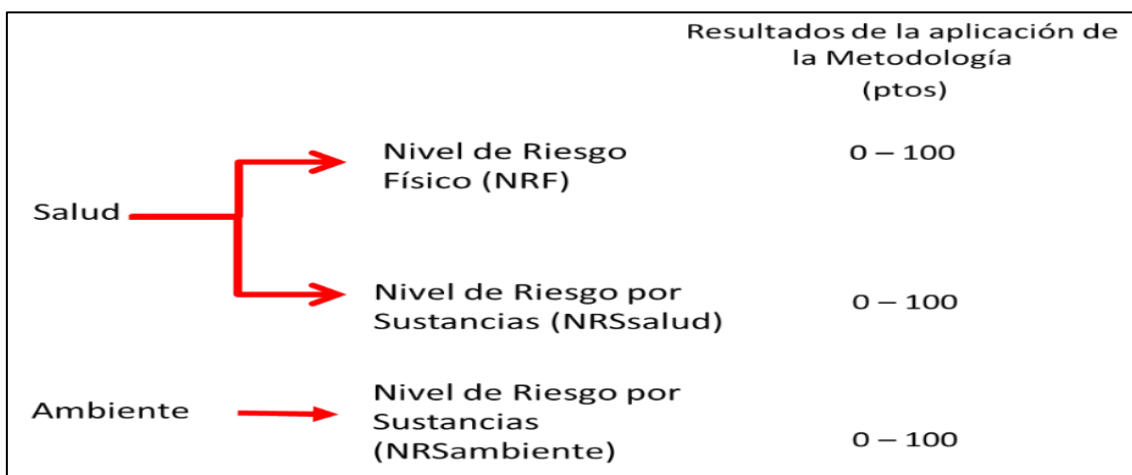 Resultados de la aplicación de
la Metodología
(ptos)
Nivel de Riesgo
Físico (NRF)
0 – 100
Salud
Nivel de Riesgo por
Sustancias (NRSsalud)
0 – 100
Ambiente
Nivel de Riesgo por
Sustancias
(NRSambiente)
0 – 100